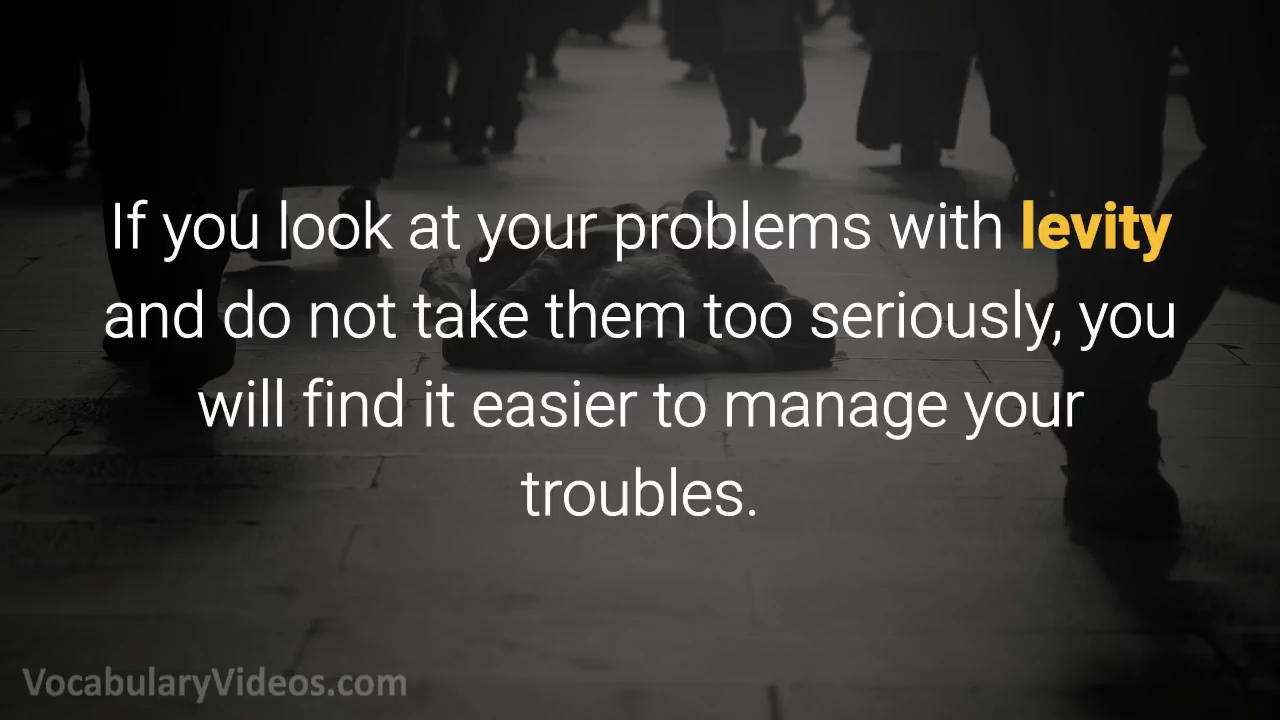 If you look at your problems with levity
and do not take them too seriously, you
will find it easier to manage your
troubles.
VocabularyVideos.com